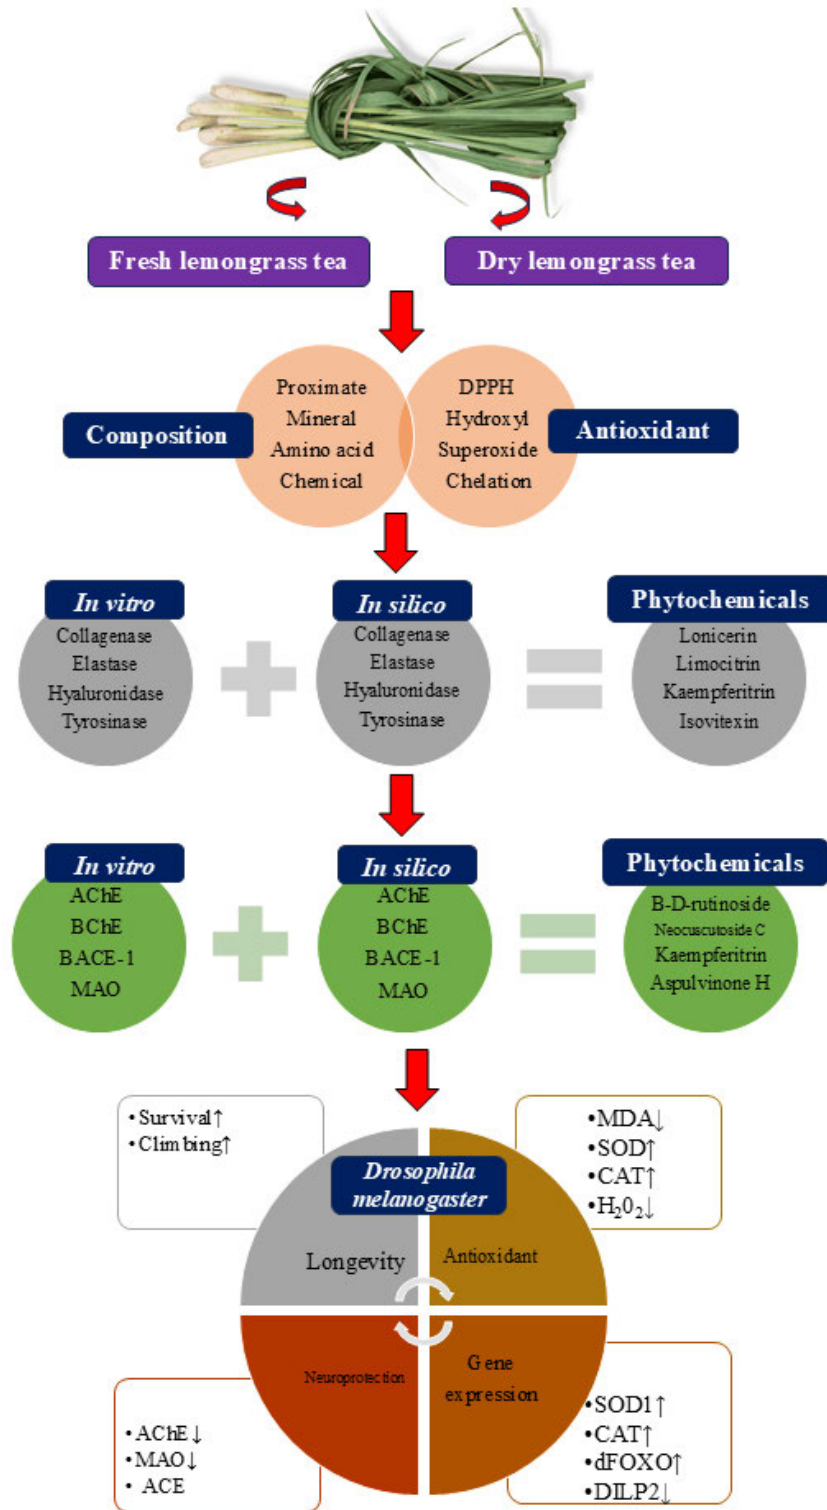 Fresh lemongrass tea
Dry lemongrass tea
Composition
Proximate
Mineral
Amino acid
Chemical
DPPH
Hydroxyl
Superoxide
Chelation
Antioxidant
In vitro
Collagenase
Elastase
Hyaluronidase
Tyrosinase
In silico
Collagenase
Elastase
Hyaluronidase
Tyrosinase
Phytochemicals
Lonicerin
Limocitrin
Kaempferitrin
Isovitexin
In vitro
AChE
BChE
BACE-1
MAO
In silico
AChE
BChE
BACE-1
MAO
Phytochemicals
B-D-rutinoside
Neocuscutoside C
Kaempferitrin
Aspulvinone H
•Survival↑
•Climbing↑
•MDA↓
•SOD↑
•CAT↑
•H₂0₂↓
Drosophila
melanogaster
Longevity
Antioxidant
Neuroprotection
Gene
expression
•AChE↓
•MAO↓
• ACE
•SOD1↑
•CAT↑
•dFOXO↑
•DILP2↓